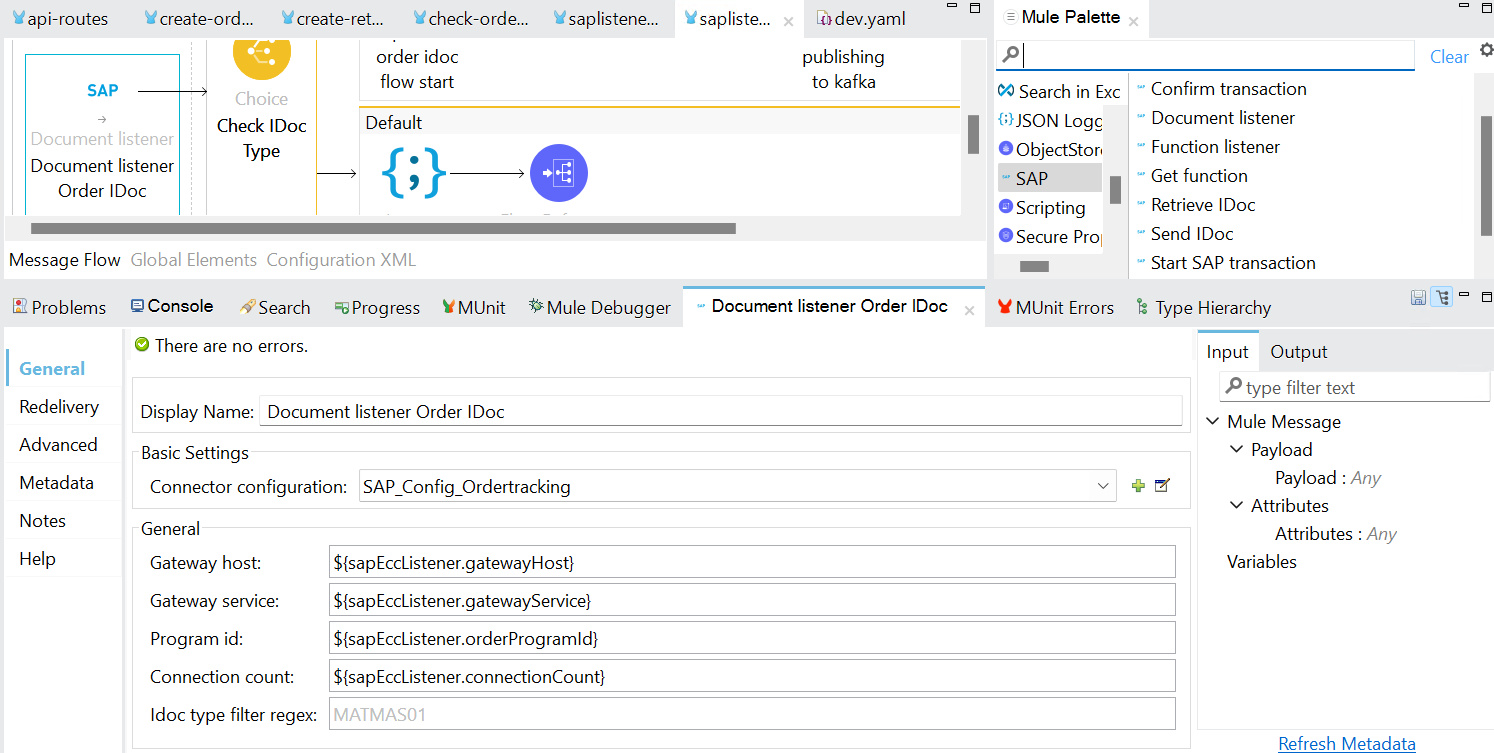 api-routes
create-ord...
create-ret...
check-orde...
saplistene...
sapliste...
dev.yaml
order idoc
flow start
publishing
to kafka
SAP
Document listener
Document listener
Order IDoc
Choice
Check IDoc
Type
Default
Message Flow
Global Elements
Configuration XML
Mule Palette
Clear
Search in Exc
JSON Logg
ObjectStore
SAP
Scripting
Secure Prop
Confirm transaction
Document listener
Function listener
Get function
Retrieve IDoc
Send IDoc
Start SAP transaction
Problems
Console
Search
Progress
MUnit
Mule Debugger
Document listener Order IDoc
MUnit Errors
Type Hierarchy
General
Redelivery
Advanced
Metadata
Notes
Help
There are no errors.
Display Name: Document listener Order IDoc
Basic Settings
Connector configuration: SAP_Config_Ordertracking
General
Gateway host: ${sapEccListener.gatewayHost}
Gateway service: ${sapEccListener.gatewayService}
Program id: ${sapEccListener.orderProgramId}
Connection count: ${sapEccListener.connectionCount}
Idoc type filter regex: MATMAS01
Input
Output
type filter text
Mule Message
Payload
Payload : Any
Attributes
Attributes : Any
Variables
Refresh Metadata